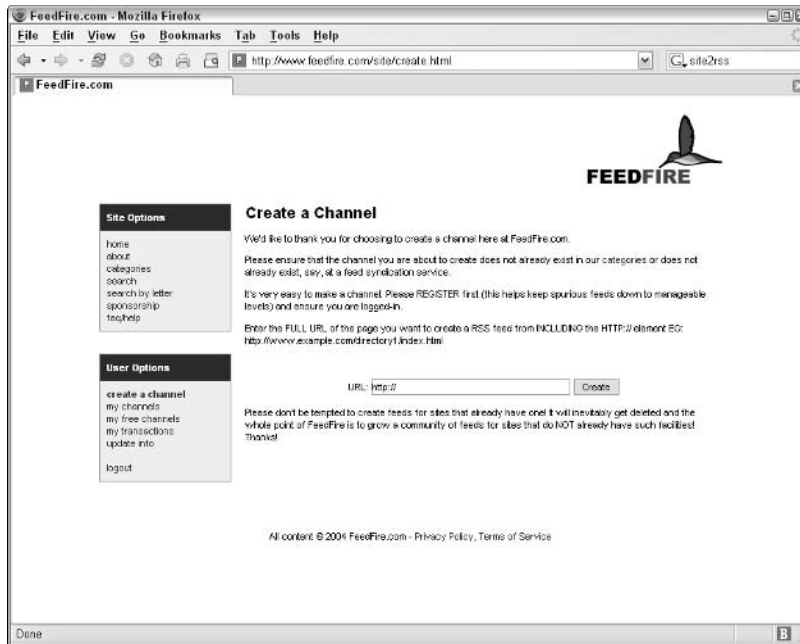 FeedFire.com - Mozilla Firefox
File Edit View Go Bookmarks Tab Tools Help
http://www.feedfire.com/site/create.html
site2rss
FeedFire.com
FEEDFIRE
Site Options
home
about
categories
search
search by letter
sponsorship
faq/help
User Options
create a channel
my channels
my free channels
my transactions
update info
logout
Create a Channel
We'd like to thank you for choosing to create a channel here at FeedFire.com.
Please ensure that the channel you are about to create does not already exist in our categories or does not
already exist, say, at a feed syndication service.
It's very easy to make a channel. Please REGISTER first (this helps keep spurious feeds down to manageable
levels) and ensure you are logged-in.
Enter the FULL URL of the page you want to create a RSS feed from INCLUDING the HTTP:// element EG:
http://www.example.com/directory1/index.html
URL: http:// Create
Please don't be tempted to create feeds for sites that already have one! It will inevitably get deleted and the
whole point of FeedFire is to grow a community of feeds for sites that do NOT already have such facilities!
Thanks!
All content © 2004 FeedFire.com - Privacy Policy, Terms of Service
Done